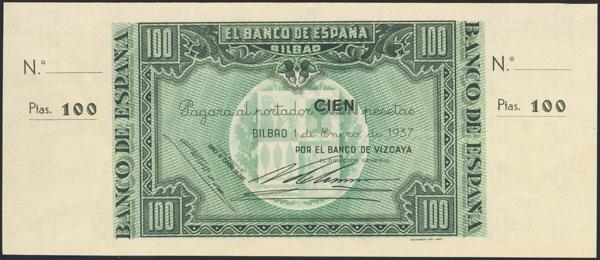 EL BANCO DE ESPAÑA
BILBAO
100
100
N.º
Ptas. 100
BANCO DE ESPAÑA
Pagará al portador CIEN pesetas
BILBAO 1 de Enero de 1937
POR EL BANCO DE VIZCAYA
EL DIRECTOR GENERAL
100
100
BANCO DE ESPAÑA
N.º
Ptas. 100